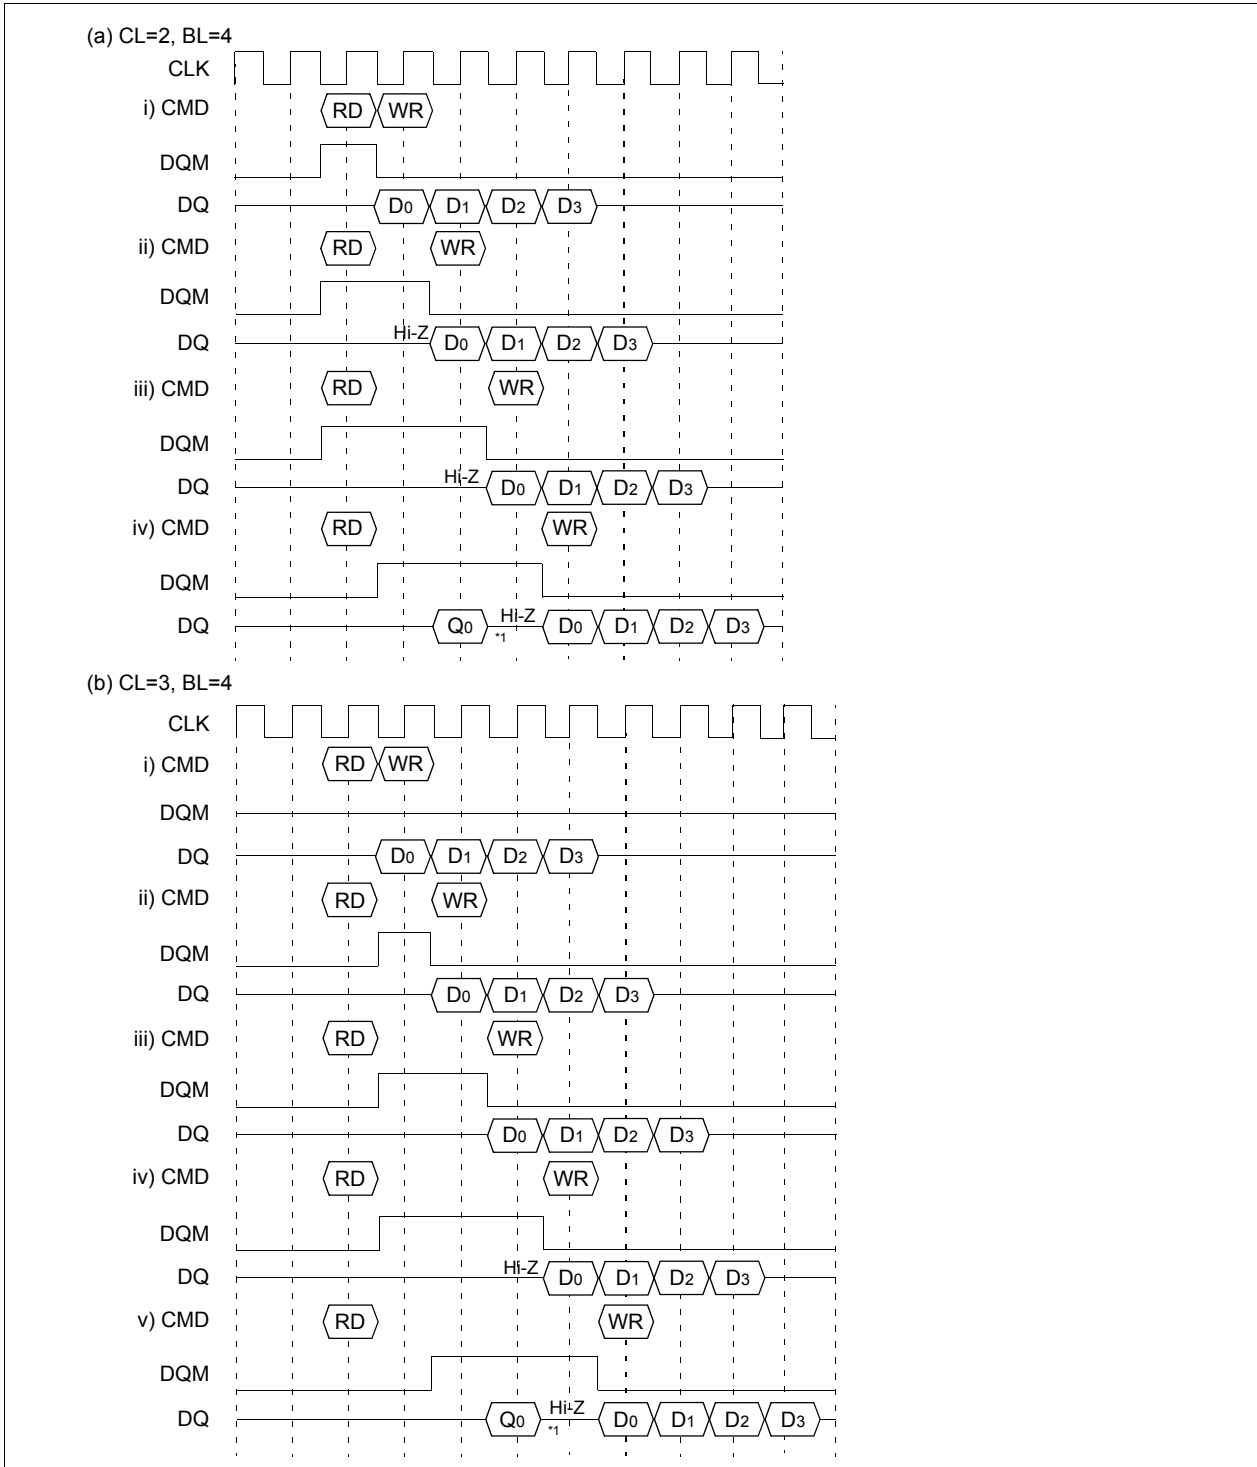 (a) CL=2, BL=4
CLK
i) CMD RD WR
DQM
DQ D0 D1 D2 D3
ii) CMD RD WR
DQM
DQ Hi-Z D0 D1 D2 D3
iii) CMD RD WR
DQM
DQ Hi-Z D0 D1 D2 D3
iv) CMD RD WR
DQM
DQ Q0 Hi-Z *1 D0 D1 D2 D3
(b) CL=3, BL=4
CLK
i) CMD RD WR
DQM
DQ D0 D1 D2 D3
ii) CMD RD WR
DQM
DQ D0 D1 D2 D3
iii) CMD RD WR
DQM
DQ D0 D1 D2 D3
iv) CMD RD WR
DQM
DQ Hi-Z D0 D1 D2 D3
v) CMD RD WR
DQM
DQ Q0 Hi-Z *1 D0 D1 D2 D3